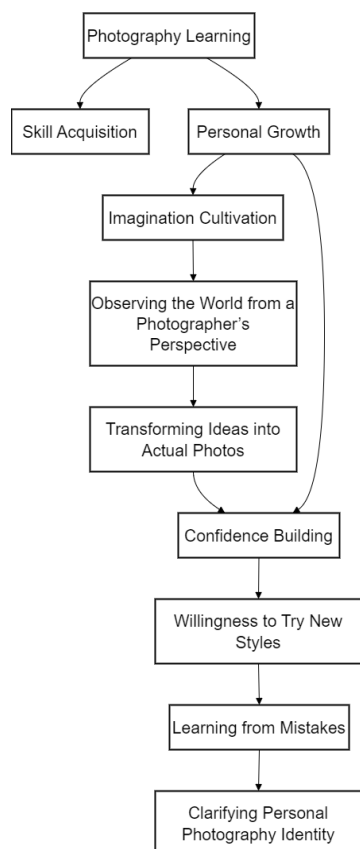 Photography Learning
Skill Acquisition
Personal Growth
Imagination Cultivation
Observing the World from a
Photographer's
Perspective
Transforming Ideas into
Actual Photos
Confidence Building
Willingness to Try New
Styles
Learning from Mistakes
Clarifying Personal
Photography Identity